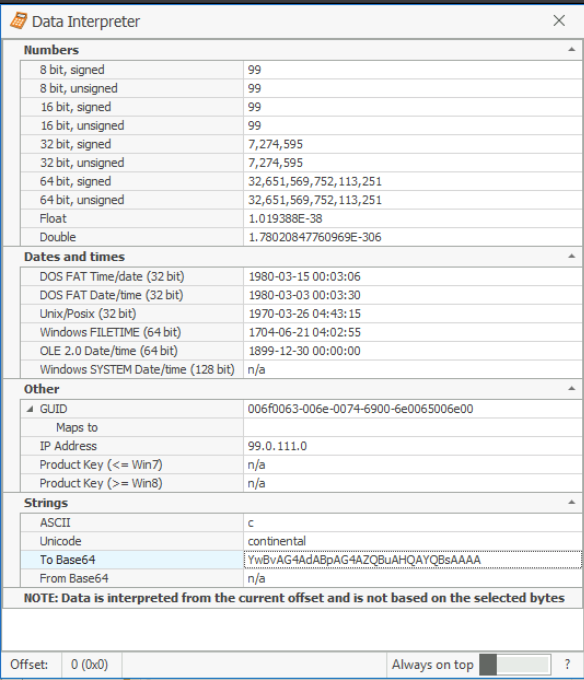 Data Interpreter
Numbers
8 bit, signed 99
8 bit, unsigned 99
16 bit, signed 99
16 bit, unsigned 99
32 bit, signed 7,274,595
32 bit, unsigned 7,274,595
64 bit, signed 32,651,569,752,113,251
64 bit, unsigned 32,651,569,752,113,251
Float 1.019388E-38
Double 1.78020847760969E-306
Dates and times
DOS FAT Time/date (32 bit) 1980-03-15 00:03:06
DOS FAT Date/time (32 bit) 1980-03-03 00:03:30
Unix/Posix (32 bit) 1970-03-26 04:43:15
Windows FILETIME (64 bit) 1704-06-21 04:02:55
OLE 2.0 Date/time (64 bit) 1899-12-30 00:00:00
Windows SYSTEM Date/time (128 bit) n/a
Other
GUID 006f0063-006e-0074-6900-6e0065006e00
Maps to
IP Address 99.0.111.0
Product Key (<= Win7) n/a
Product Key (>= Win8) n/a
Strings
ASCII c
Unicode continental
To Base64 YwBvAG4AdABpAG4AZQBuAHQAYQBsAAAA
From Base64 n/a
NOTE: Data is interpreted from the current offset and is not based on the selected bytes
Offset: 0 (0x0) Always on top ?